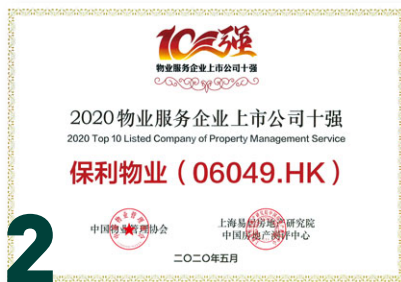 10强
物业服务企业上市公司十强
2020物业服务企业上市公司十强
2020 Top 10 Listed Company of Property Management Service
保利物业（06049.HK）
中国物业管理协会
上海易居房地产研究院
中国房地产测评中心
二〇二〇年五月
2